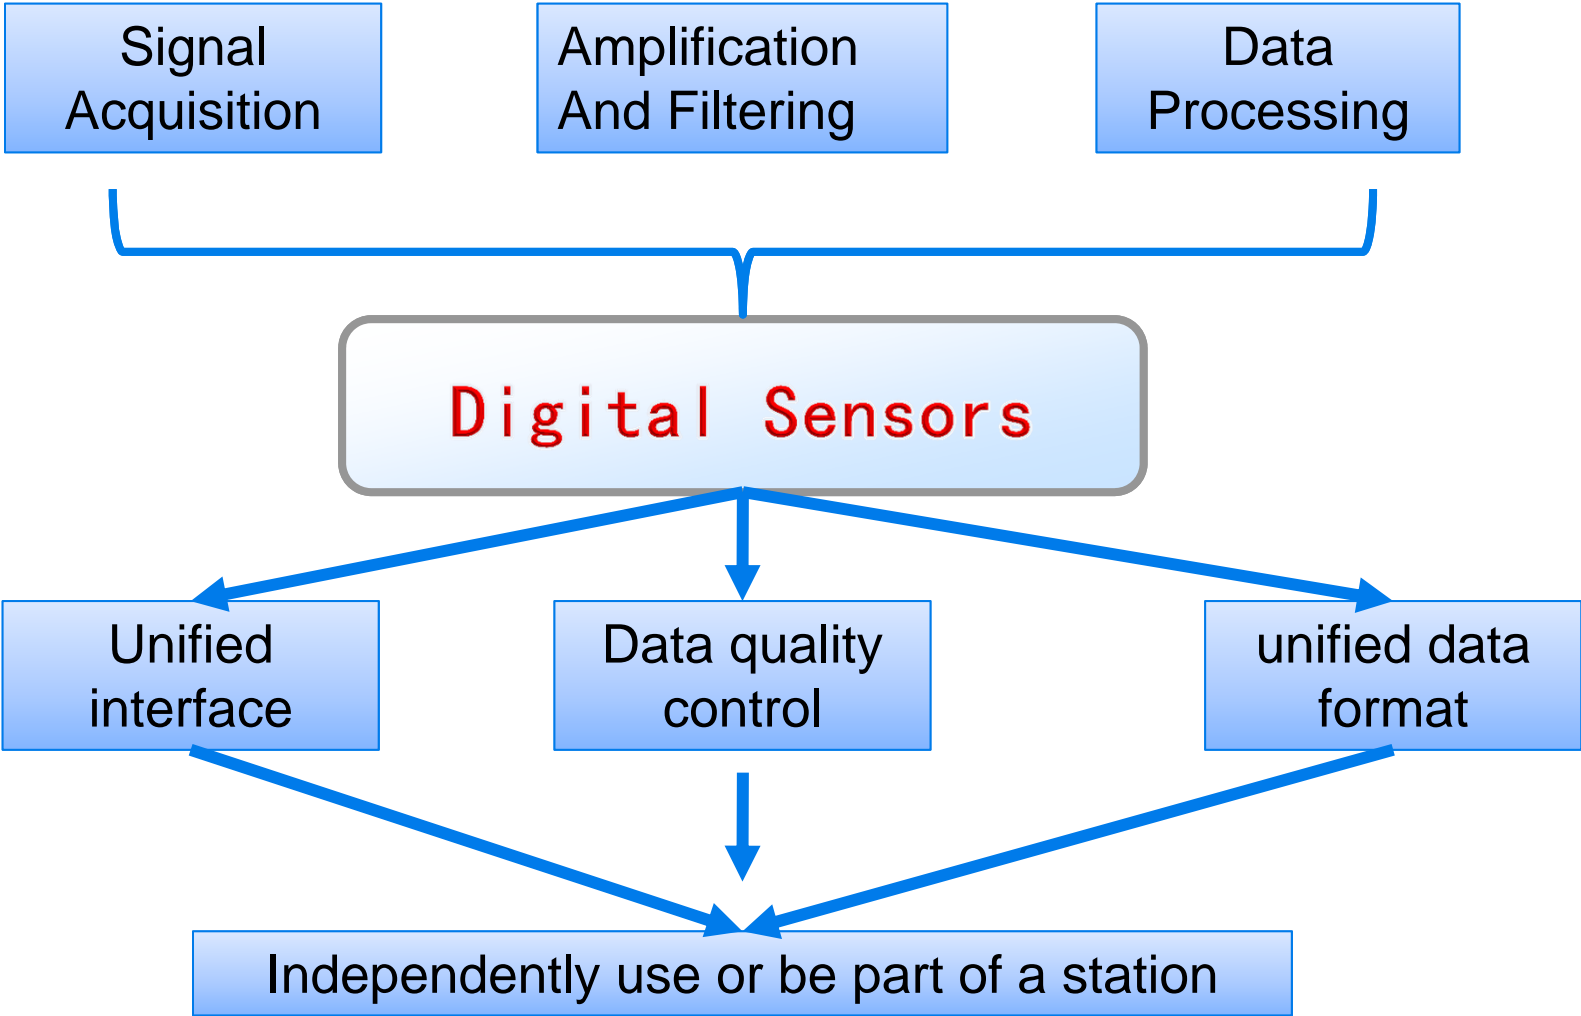 Signal
Acquisition
Amplification
And Filtering
Data
Processing
Digital Sensors
Unified
interface
Data quality
control
unified data
format
Independently use or be part of a station